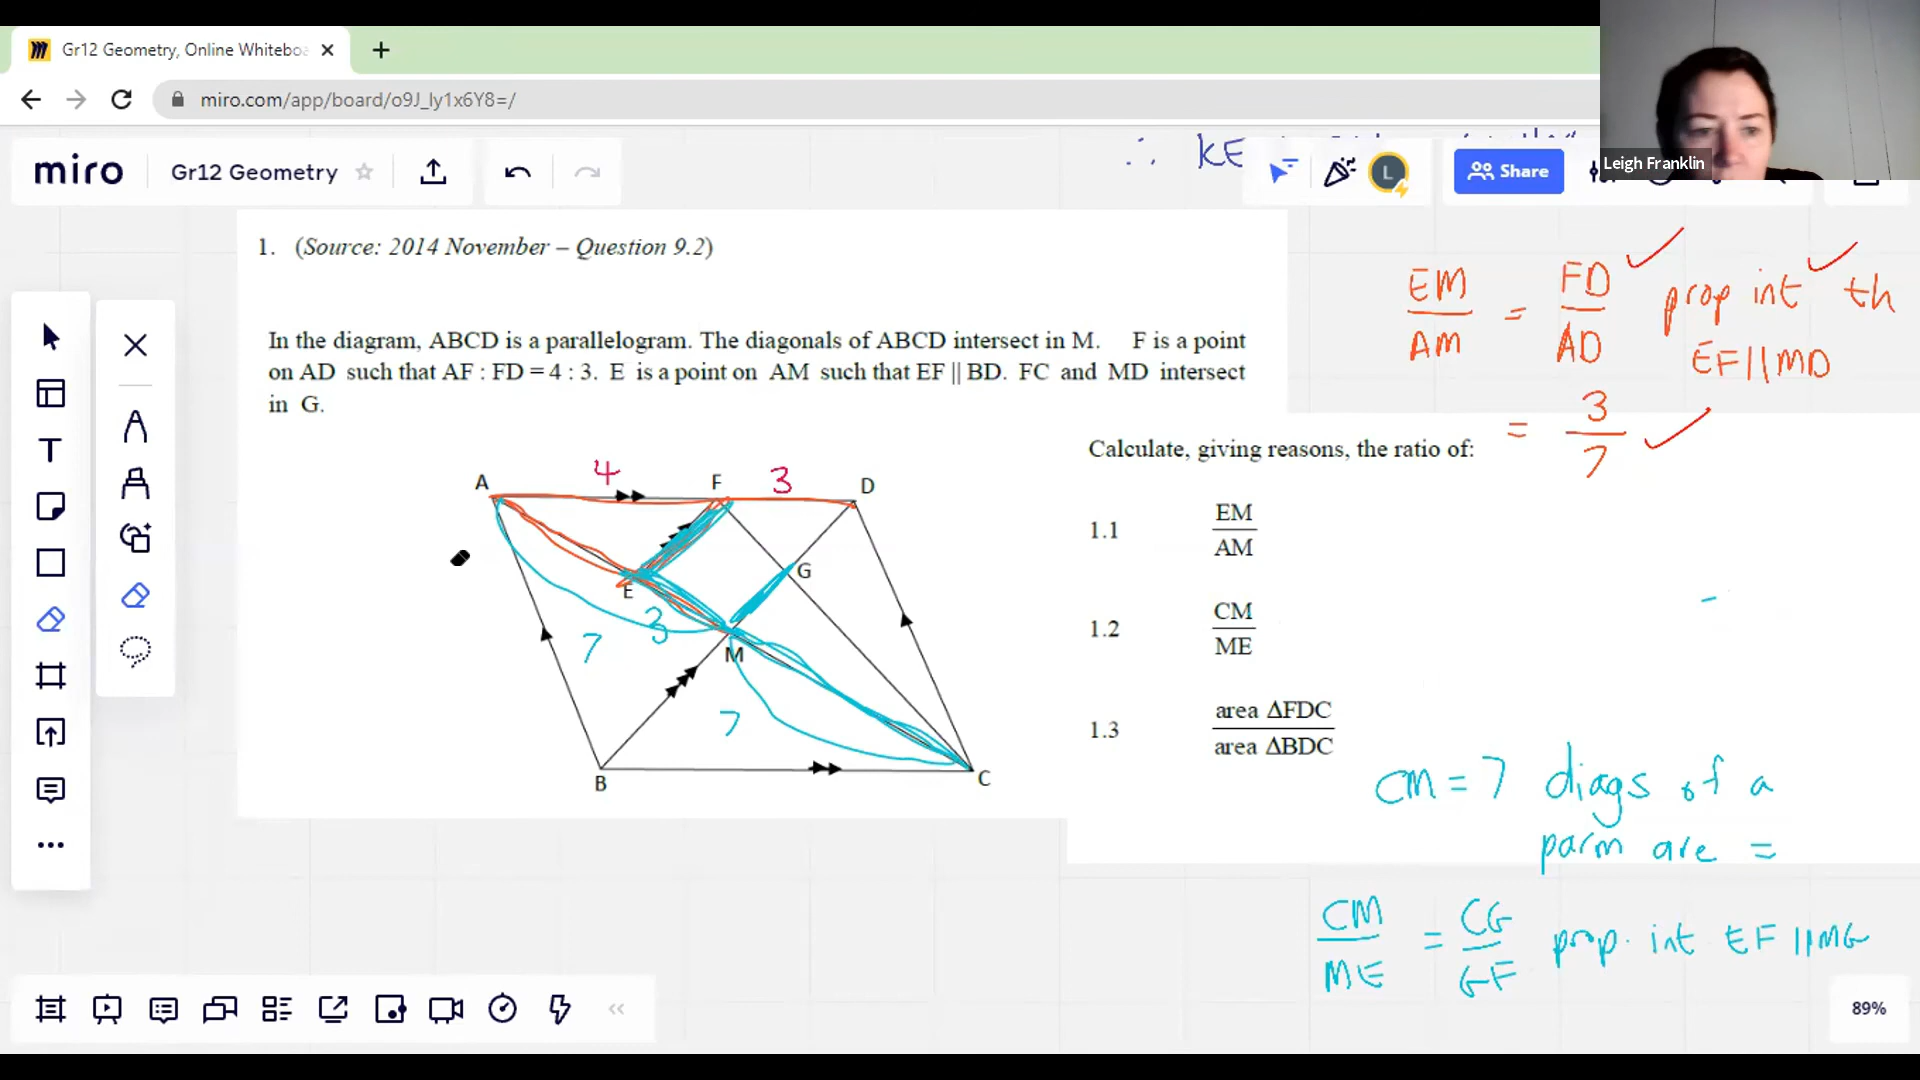 Gr12 Geometry, Online Whiteboa
miro.com/app/board/o9J_ly1x6Y8=/
∴ KE
miro
Gr12 Geometry
L
Share
Leigh Franklin
1. (Source: 2014 November – Question 9.2)
In the diagram, ABCD is a parallelogram. The diagonals of ABCD intersect in M. F is a point
on AD such that AF : FD = 4 : 3. E is a point on AM such that EF || BD. FC and MD intersect
in G.
EM/AM = FD/AD ✓ prop int ✓ th
EF||MD
= 3/7 ✓
Calculate, giving reasons, the ratio of:
1.1 EM/AM
1.2 CM/ME
1.3 area ΔFDC/area ΔBDC
A 4 F 3 D
E G
3
7
M
7
B C
CM = 7 diags of a
parm are =
CM/ME = CG/GF prop. int EF||MG
T
89%